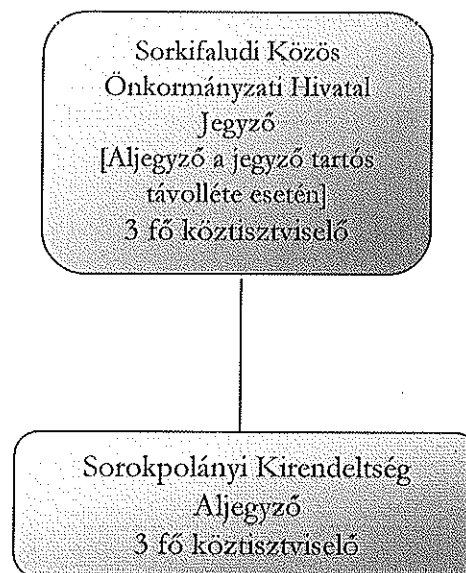 Sorkifaludi Közös
Önkormányzati Hivatal
Jegyző
[Aljegyző a jegyző tartós
távolléte esetén]
3 fő köztisztviselő
Sorokpolányi Kirendeltség
Aljegyző
3 fő köztisztviselő